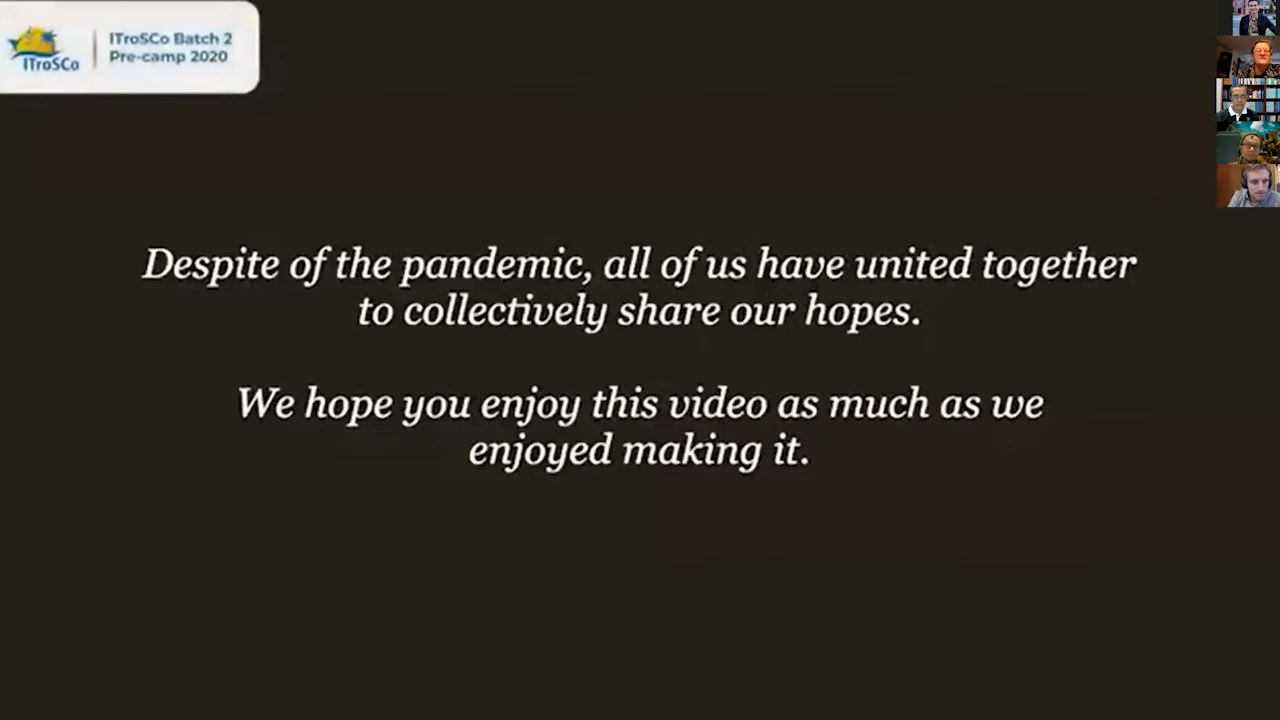 ITroSCo
ITroSCo Batch 2
Pre-camp 2020
Despite of the pandemic, all of us have united together
to collectively share our hopes.
We hope you enjoy this video as much as we
enjoyed making it.